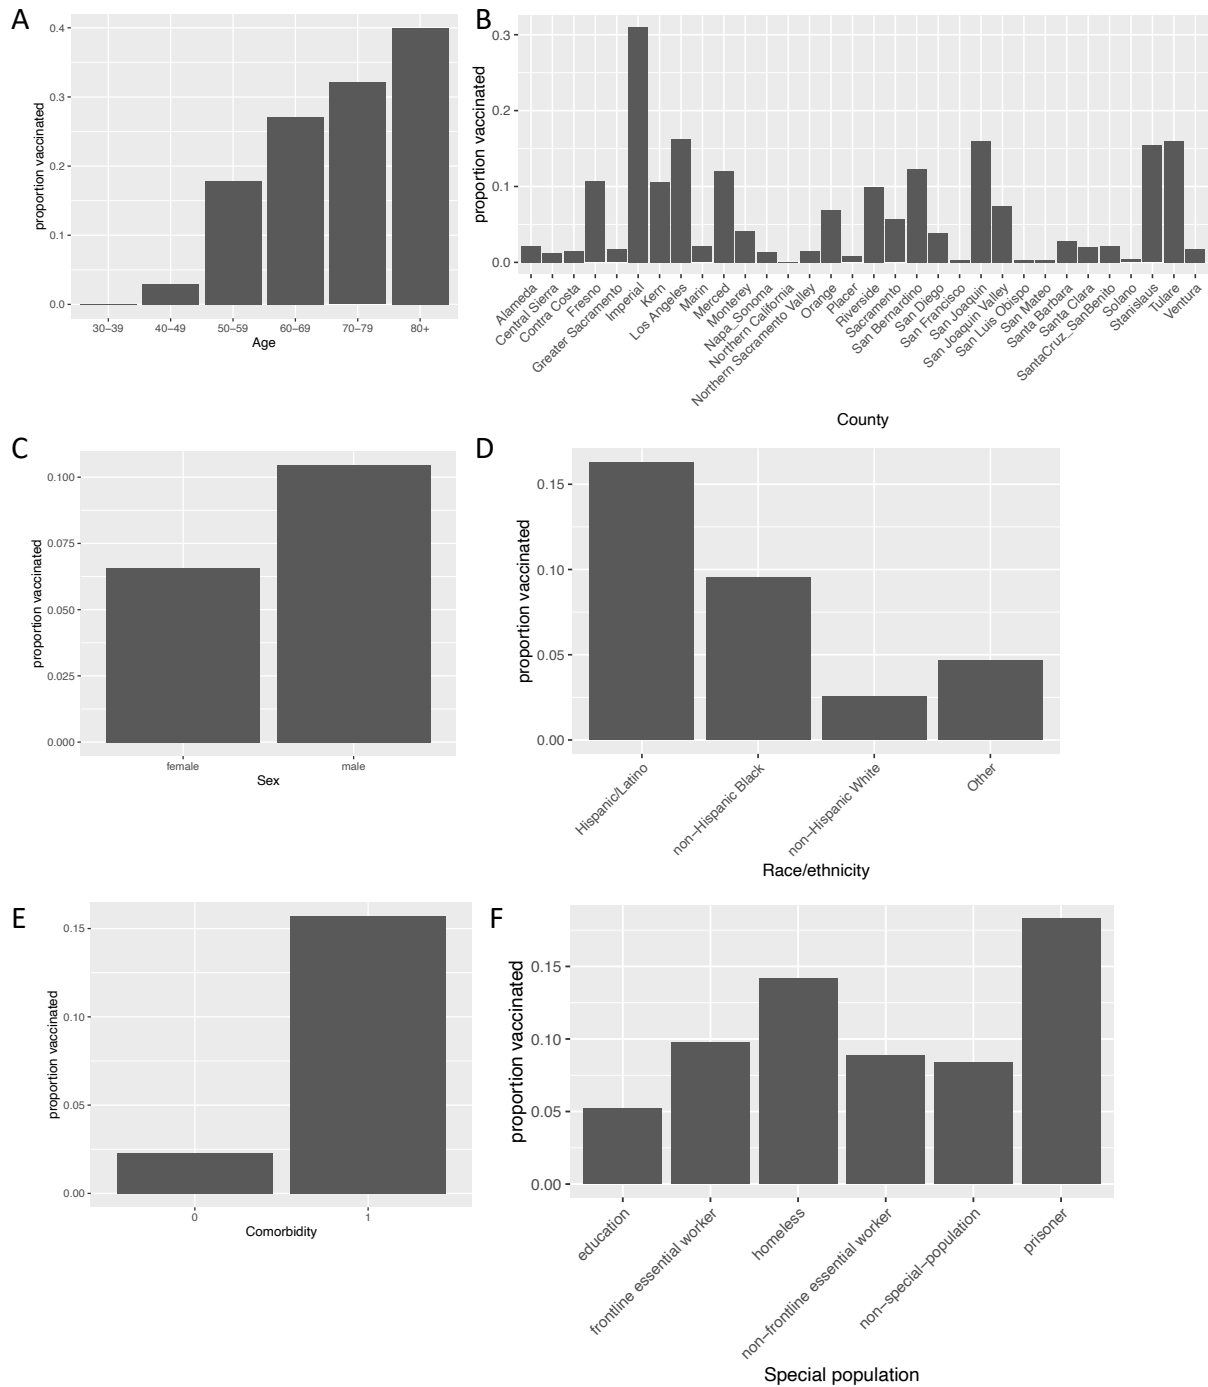 A
proportion vaccinated
0.4
0.3
0.2
0.1
0.0
30−39 40−49 50−59 60−69 70−79 80+
Age
B
proportion vaccinated
0.3
0.2
0.1
0.0
Alameda
Central Sierra
Contra Costa
Fresno
Greater Sacramento
Imperial
Kern
Los Angeles
Marin
Merced
Monterey
Napa_Sonoma
Northern California
Northern Sacramento Valley
Orange
Placer
Riverside
Sacramento
San Bernardino
San Diego
San Francisco
San Joaquin
San Joaquin Valley
San Luis Obispo
San Mateo
Santa Barbara
Santa Clara
SantaCruz_SanBenito
Solano
Stanislaus
Tulare
Ventura
County
C
proportion vaccinated
0.100
0.075
0.050
0.025
0.000
female male
Sex
D
proportion vaccinated
0.15
0.10
0.05
0.00
Hispanic/Latino
non−Hispanic Black
non−Hispanic White
Other
Race/ethnicity
E
proportion vaccinated
0.15
0.10
0.05
0.00
0 1
Comorbidity
F
proportion vaccinated
0.15
0.10
0.05
0.00
education
frontline essential worker
homeless
non−frontline essential worker
non−special−population
prisoner
Special population